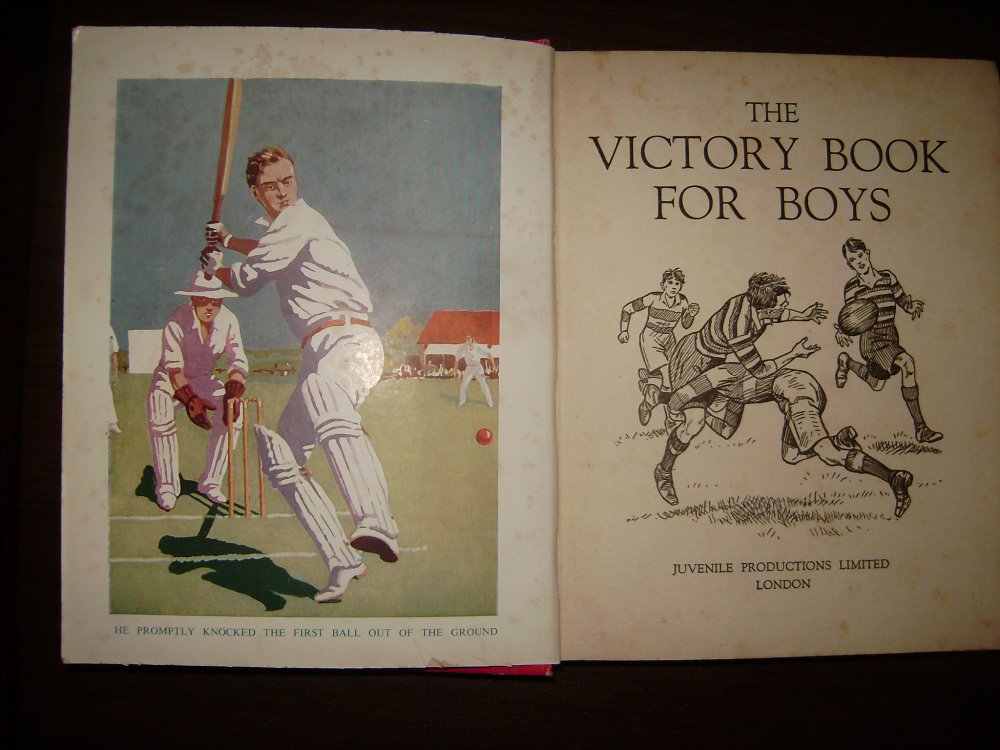 HE PROMPTLY KNOCKED THE FIRST BALL OUT OF THE GROUND
THE
VICTORY BOOK
FOR BOYS
JUVENILE PRODUCTIONS LIMITED
LONDON